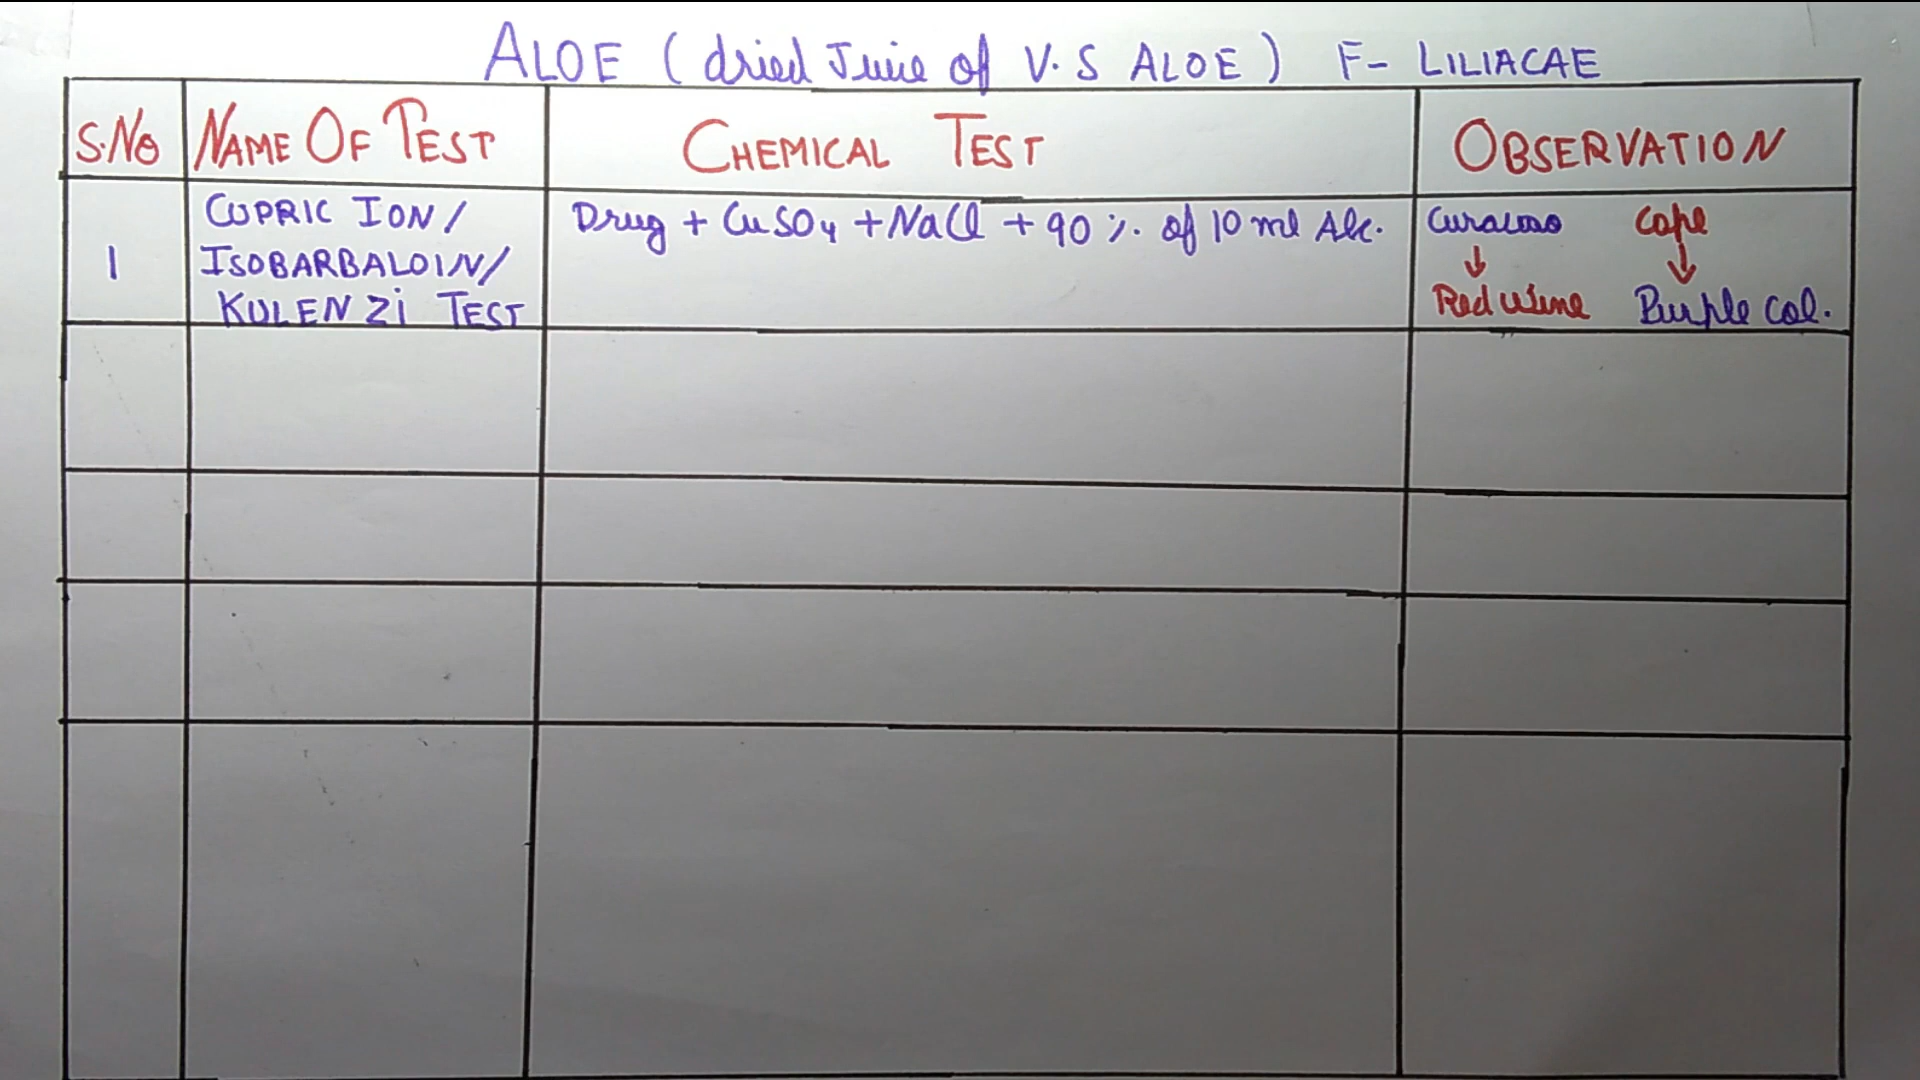 ALOE (dried Juice of V.S ALOE) F- LILIACAE
S.No NAME OF TEST CHEMICAL TEST OBSERVATION
1 CUPRIC ION/ ISOBARBALOIN/ KULENZi TEST
Drug + CuSO4 + NaCl + 90 %. of 10 ml Alc.
Curacaso Cape
↓ ↓
Red wine Purple Col.